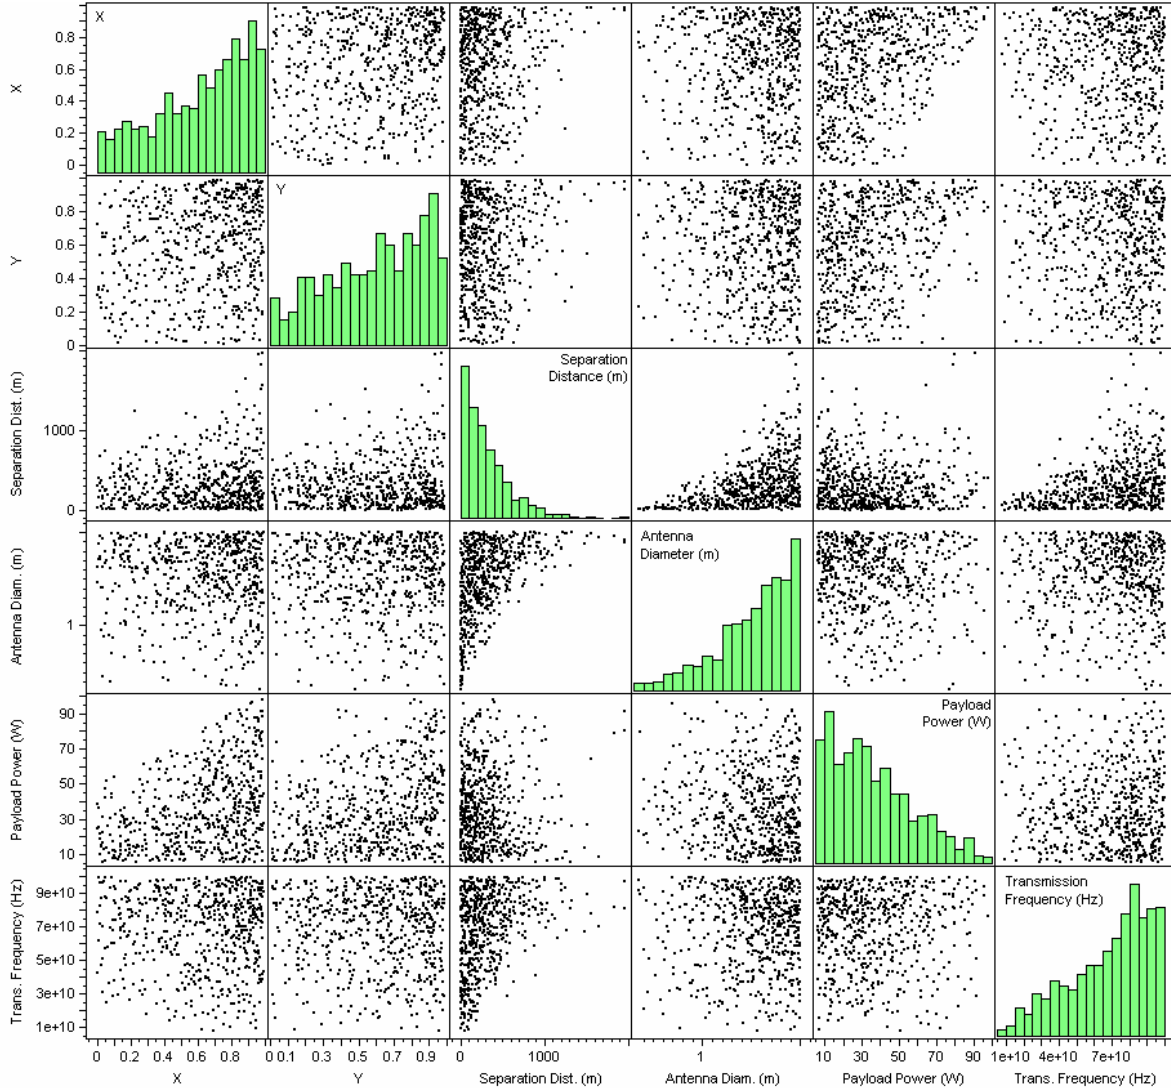 X
X
0.8
0.6
0.4
0.2
0
Y
Y
0.8
0.6
0.4
0.2
0
Separation Dist. (m)
1000
0
Separation
Distance (m)
Antenna Diam. (m)
1
Antenna
Diameter (m)
Payload Power (W)
90
70
50
30
10
Payload
Power (W)
Trans. Frequency (Hz)
9e+10
7e+10
5e+10
3e+10
1e+10
Transmission
Frequency (Hz)
0 0.2 0.4 0.6 0.8 0 0.1 0.3 0.5 0.7 0.9 0 1000 1 10 30 50 70 90 1e+10 4e+10 7e+10
X Y Separation Dist. (m) Antenna Diam. (m) Payload Power (W) Trans. Frequency (Hz)